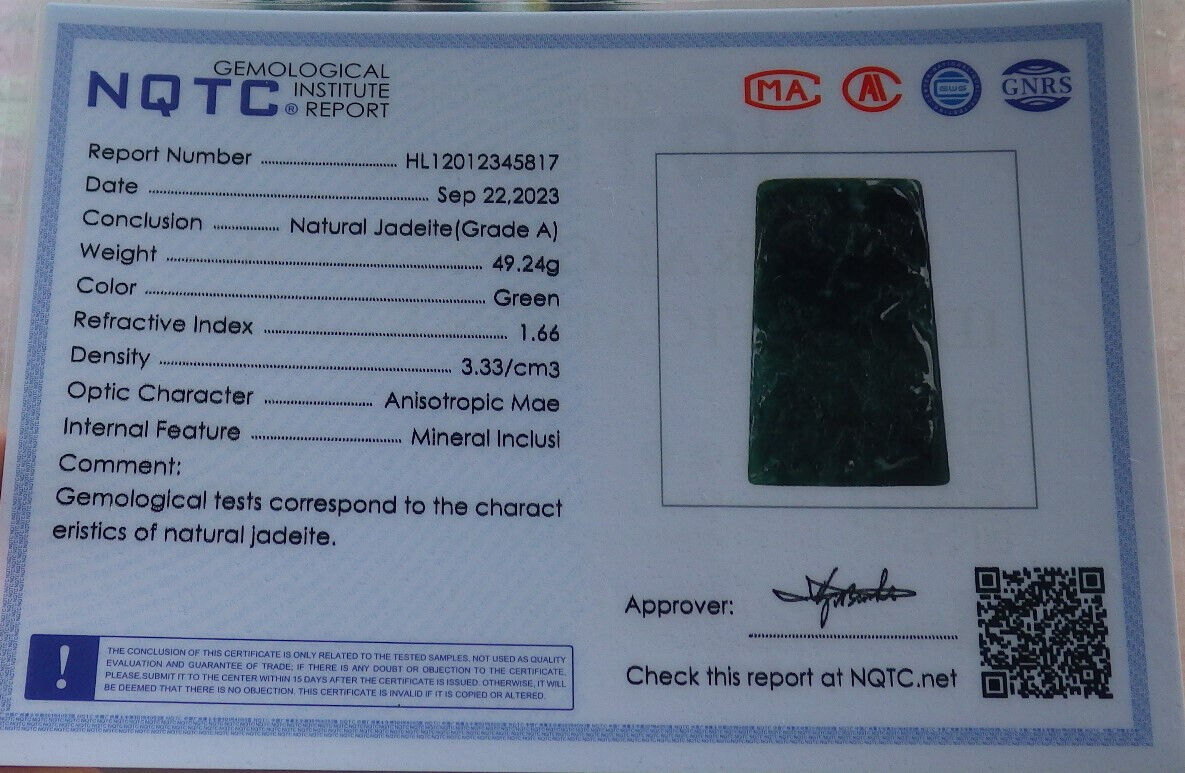 NQTC® GEMOLOGICAL
INSTITUTE
REPORT
MA
GNRS
Report Number HL12012345817
Date Sep 22,2023
Conclusion Natural Jadeite(Grade A)
Weight 49.24g
Color Green
Refractive Index 1.66
Density 3.33/cm3
Optic Character Anisotropic Mae
Internal Feature Mineral Inclusi
Comment:
Gemological tests correspond to the charact
eristics of natural jadeite.
! THE CONCLUSION OF THIS CERTIFICATE IS ONLY RELATED TO THE TESTED SAMPLES, NOT USED AS QUALITY
EVALUATION AND GUARANTEE OF TRADE; IF THERE IS ANY DOUBT OR OBJECTION TO THE CERTIFICATE,
PLEASE SUBMIT IT TO THE CENTER WITHIN 15 DAYS AFTER THE CERTIFICATE IS ISSUED. OTHERWISE, IT WILL
BE DEEMED THAT THERE IS NO OBJECTION. THIS CERTIFICATE IS INVALID IF IT IS COPIED OR ALTERED.
Approver:
Check this report at NQTC.net